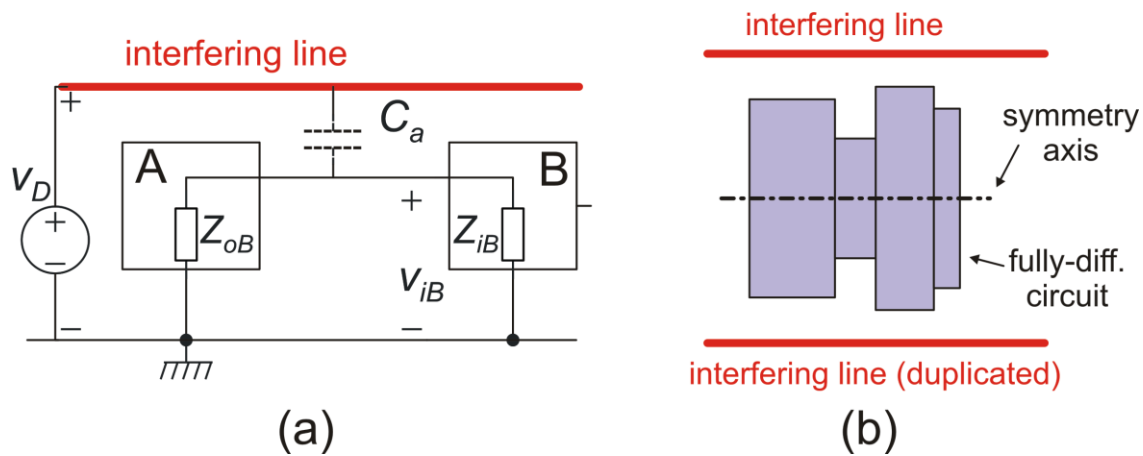 interfering line
+
C_a
A
B
v_D
+
+
−
Z_oB
Z_iB
v_iB
−
−
(a)
interfering line
symmetry
axis
fully-diff.
circuit
interfering line (duplicated)
(b)